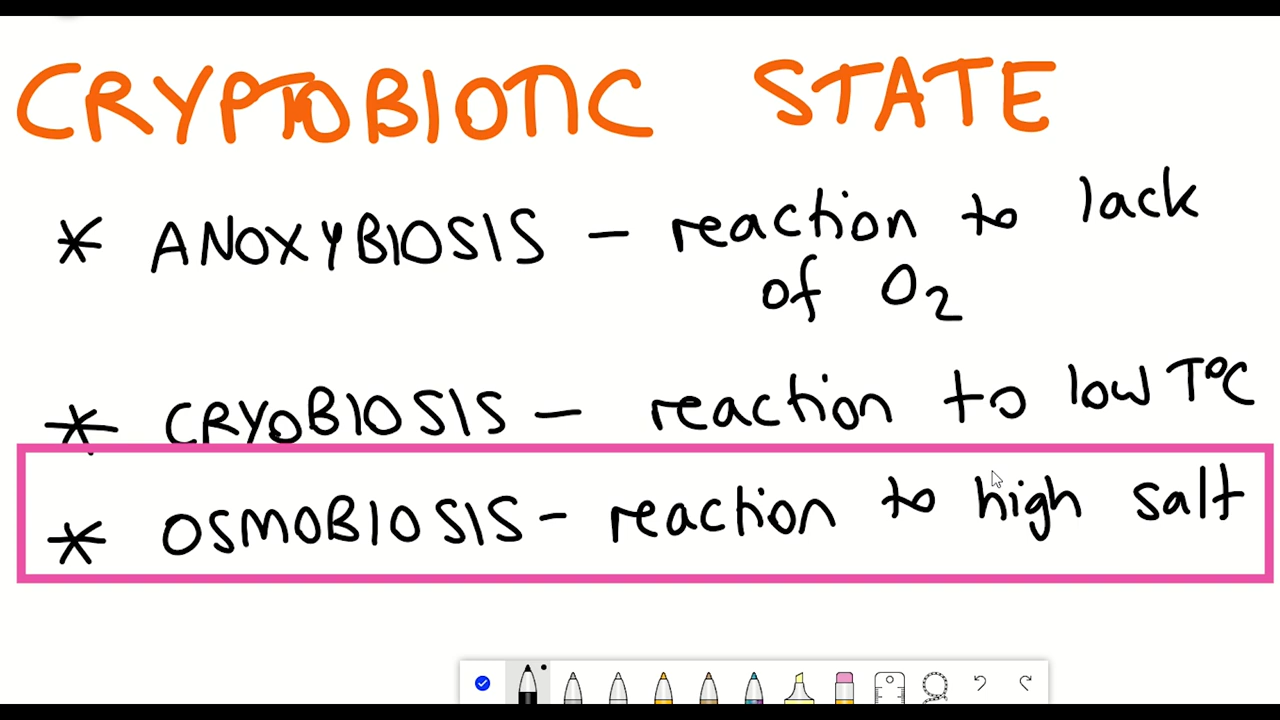 CRYPTOBIOTIC STATE
* ANOXYBIOSIS – reaction to lack
of O₂
* CRYOBIOSIS – reaction to low T°C
* OSMOBIOSIS – reaction to high salt